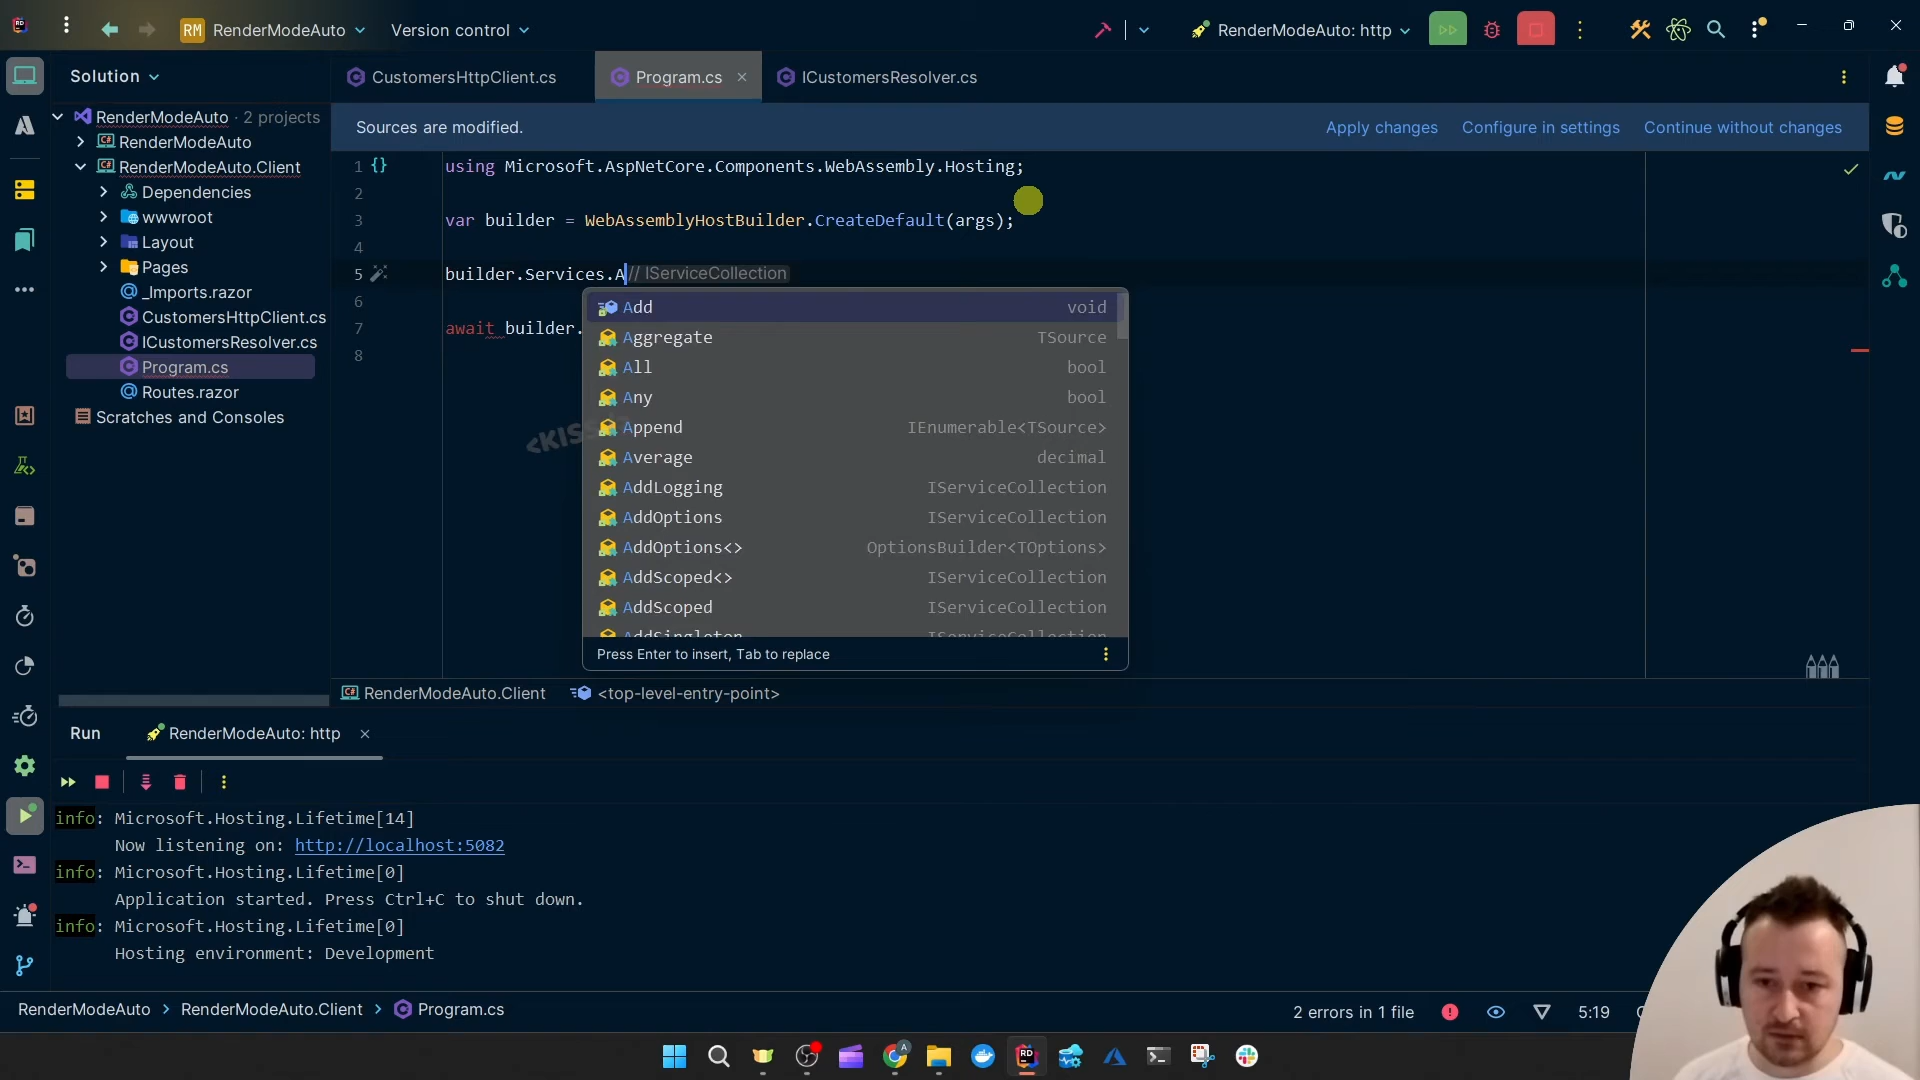 RM RenderModeAuto
Version control
RenderModeAuto: http
Solution
CustomersHttpClient.cs
Program.cs
ICustomersResolver.cs
Sources are modified.
Apply changes
Configure in settings
Continue without changes
RenderModeAuto · 2 projects
RenderModeAuto
RenderModeAuto.Client
Dependencies
wwwroot
Layout
Pages
_Imports.razor
CustomersHttpClient.cs
ICustomersResolver.cs
Program.cs
Routes.razor
Scratches and Consoles
1 using Microsoft.AspNetCore.Components.WebAssembly.Hosting;
2
3 var builder = WebAssemblyHostBuilder.CreateDefault(args);
4
5 builder.Services.A // IServiceCollection
6
7 await builder.
8
Add void
Aggregate TSource
All bool
Any bool
Append IEnumerable<TSource>
Average decimal
AddLogging IServiceCollection
AddOptions IServiceCollection
AddOptions<> OptionsBuilder<TOptions>
AddScoped<> IServiceCollection
AddScoped IServiceCollection
AddSingleton IServiceCollection
Press Enter to insert, Tab to replace
<KISS
RenderModeAuto.Client
<top-level-entry-point>
Run
RenderModeAuto: http
info: Microsoft.Hosting.Lifetime[14]
Now listening on: http://localhost:5082
info: Microsoft.Hosting.Lifetime[0]
Application started. Press Ctrl+C to shut down.
info: Microsoft.Hosting.Lifetime[0]
Hosting environment: Development
RenderModeAuto > RenderModeAuto.Client > Program.cs
2 errors in 1 file
5:19